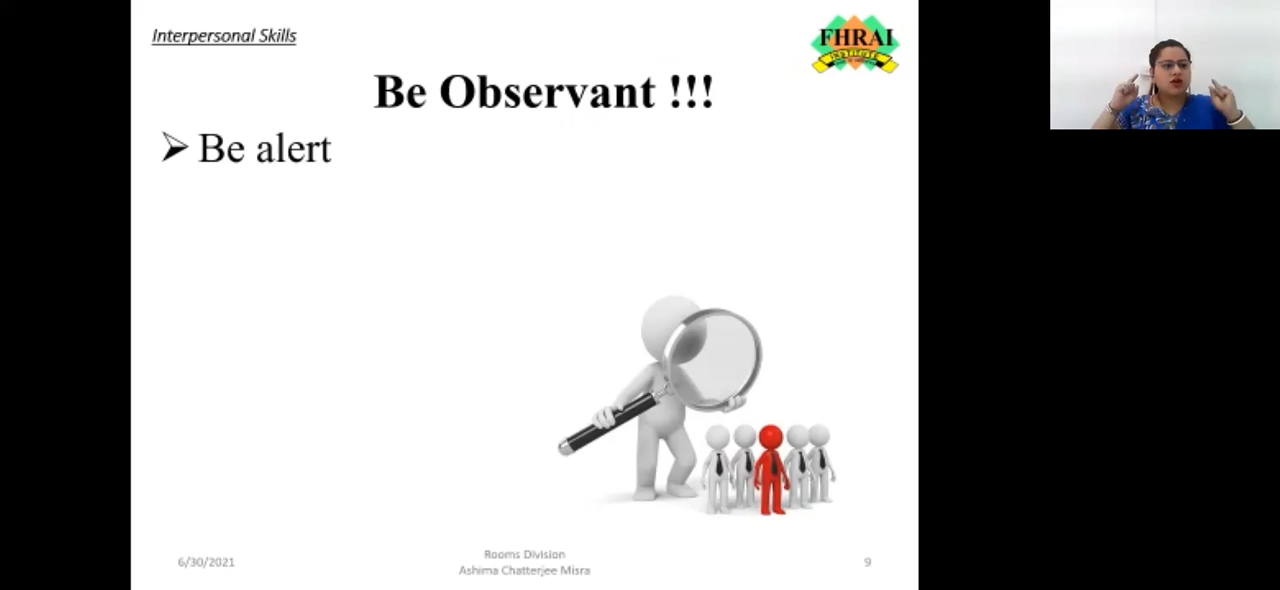 Interpersonal Skills
FHRAI
Be Observant !!!
➢ Be alert
6/30/2021
Rooms Division
Ashima Chatterjee Misra
9